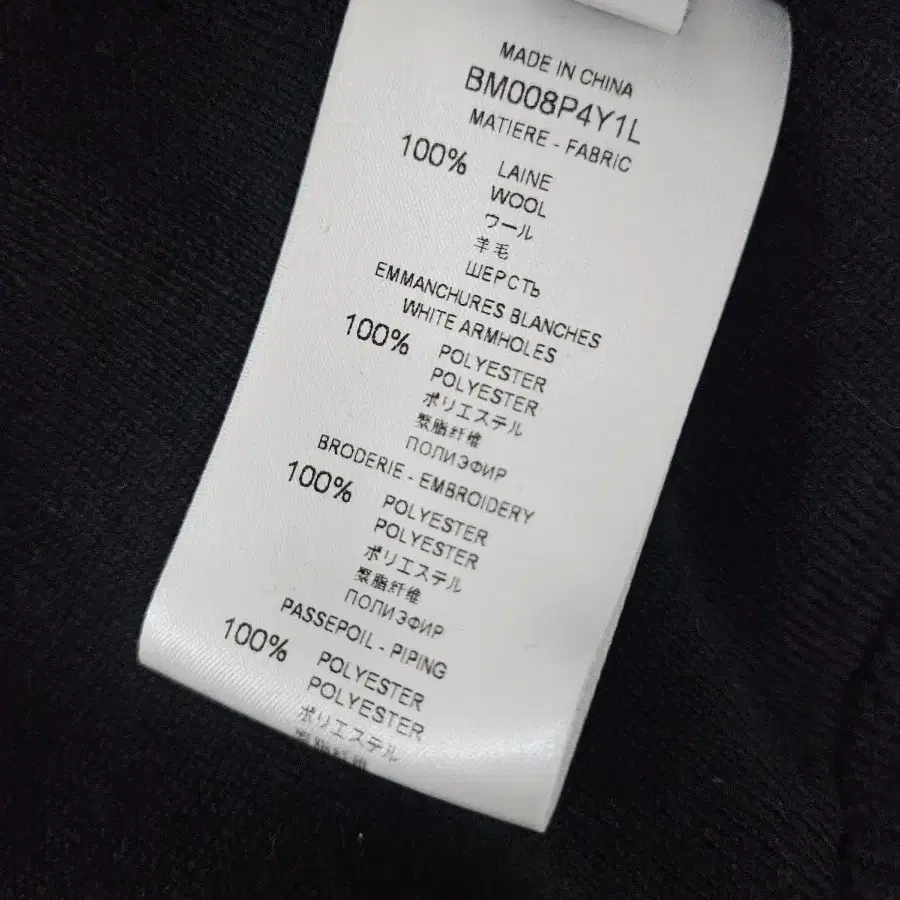 MADE IN CHINA
BM008P4Y1L
MATIERE - FABRIC
100% LAINE
WOOL
ウール
羊毛
ШЕРСТЬ
EMMANCHURES BLANCHES
WHITE ARMHOLES
100% POLYESTER
POLYESTER
ポリエステル
聚脂纤维
ПОЛИЭФИР
BRODERIE - EMBROIDERY
100% POLYESTER
POLYESTER
ポリエステル
聚脂纤维
ПОЛИЭФИР
PASSEPOIL - PIPING
100% POLYESTER
POLYESTER
ポリエステル